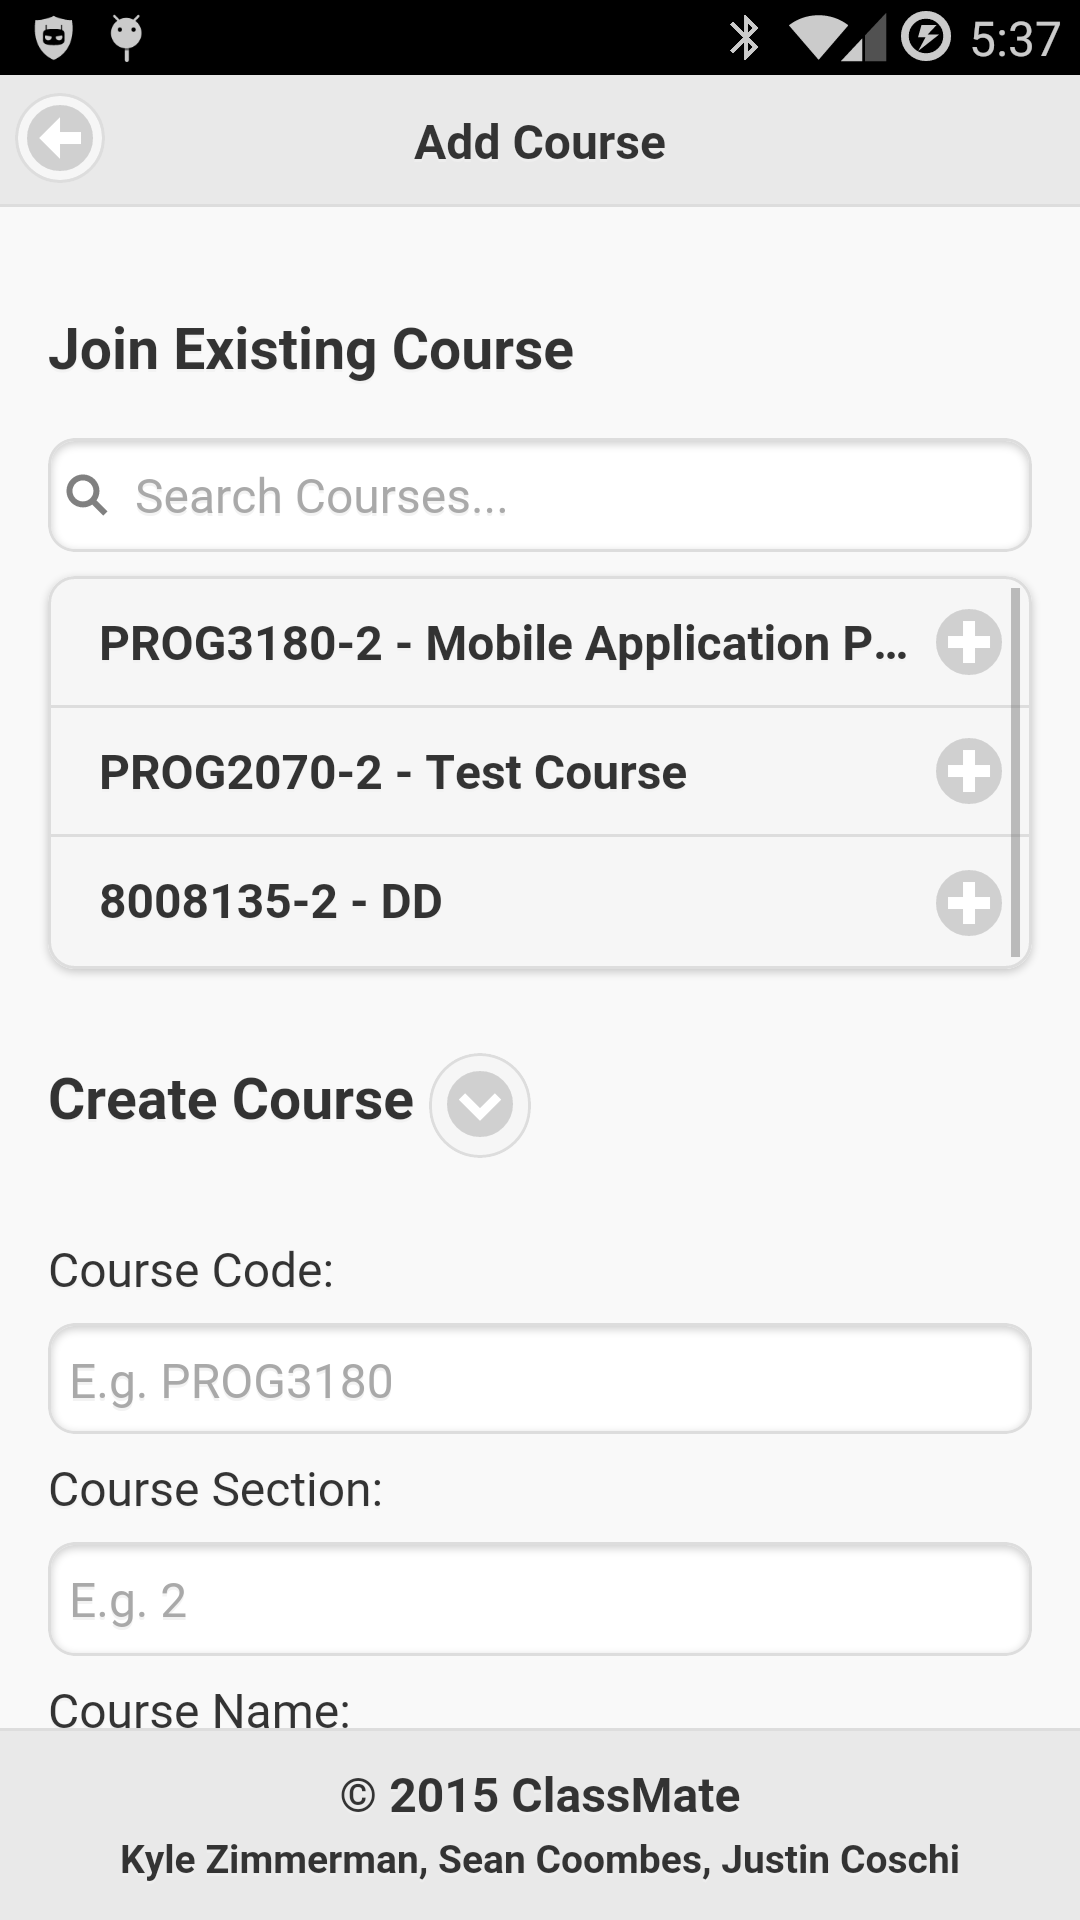 5:37
Add Course
Join Existing Course
Search Courses...
PROG3180-2 - Mobile Application P...
PROG2070-2 - Test Course
8008135-2 - DD
Create Course
Course Code:
E.g. PROG3180
Course Section:
E.g. 2
Course Name:
© 2015 ClassMate
Kyle Zimmerman, Sean Coombes, Justin Coschi